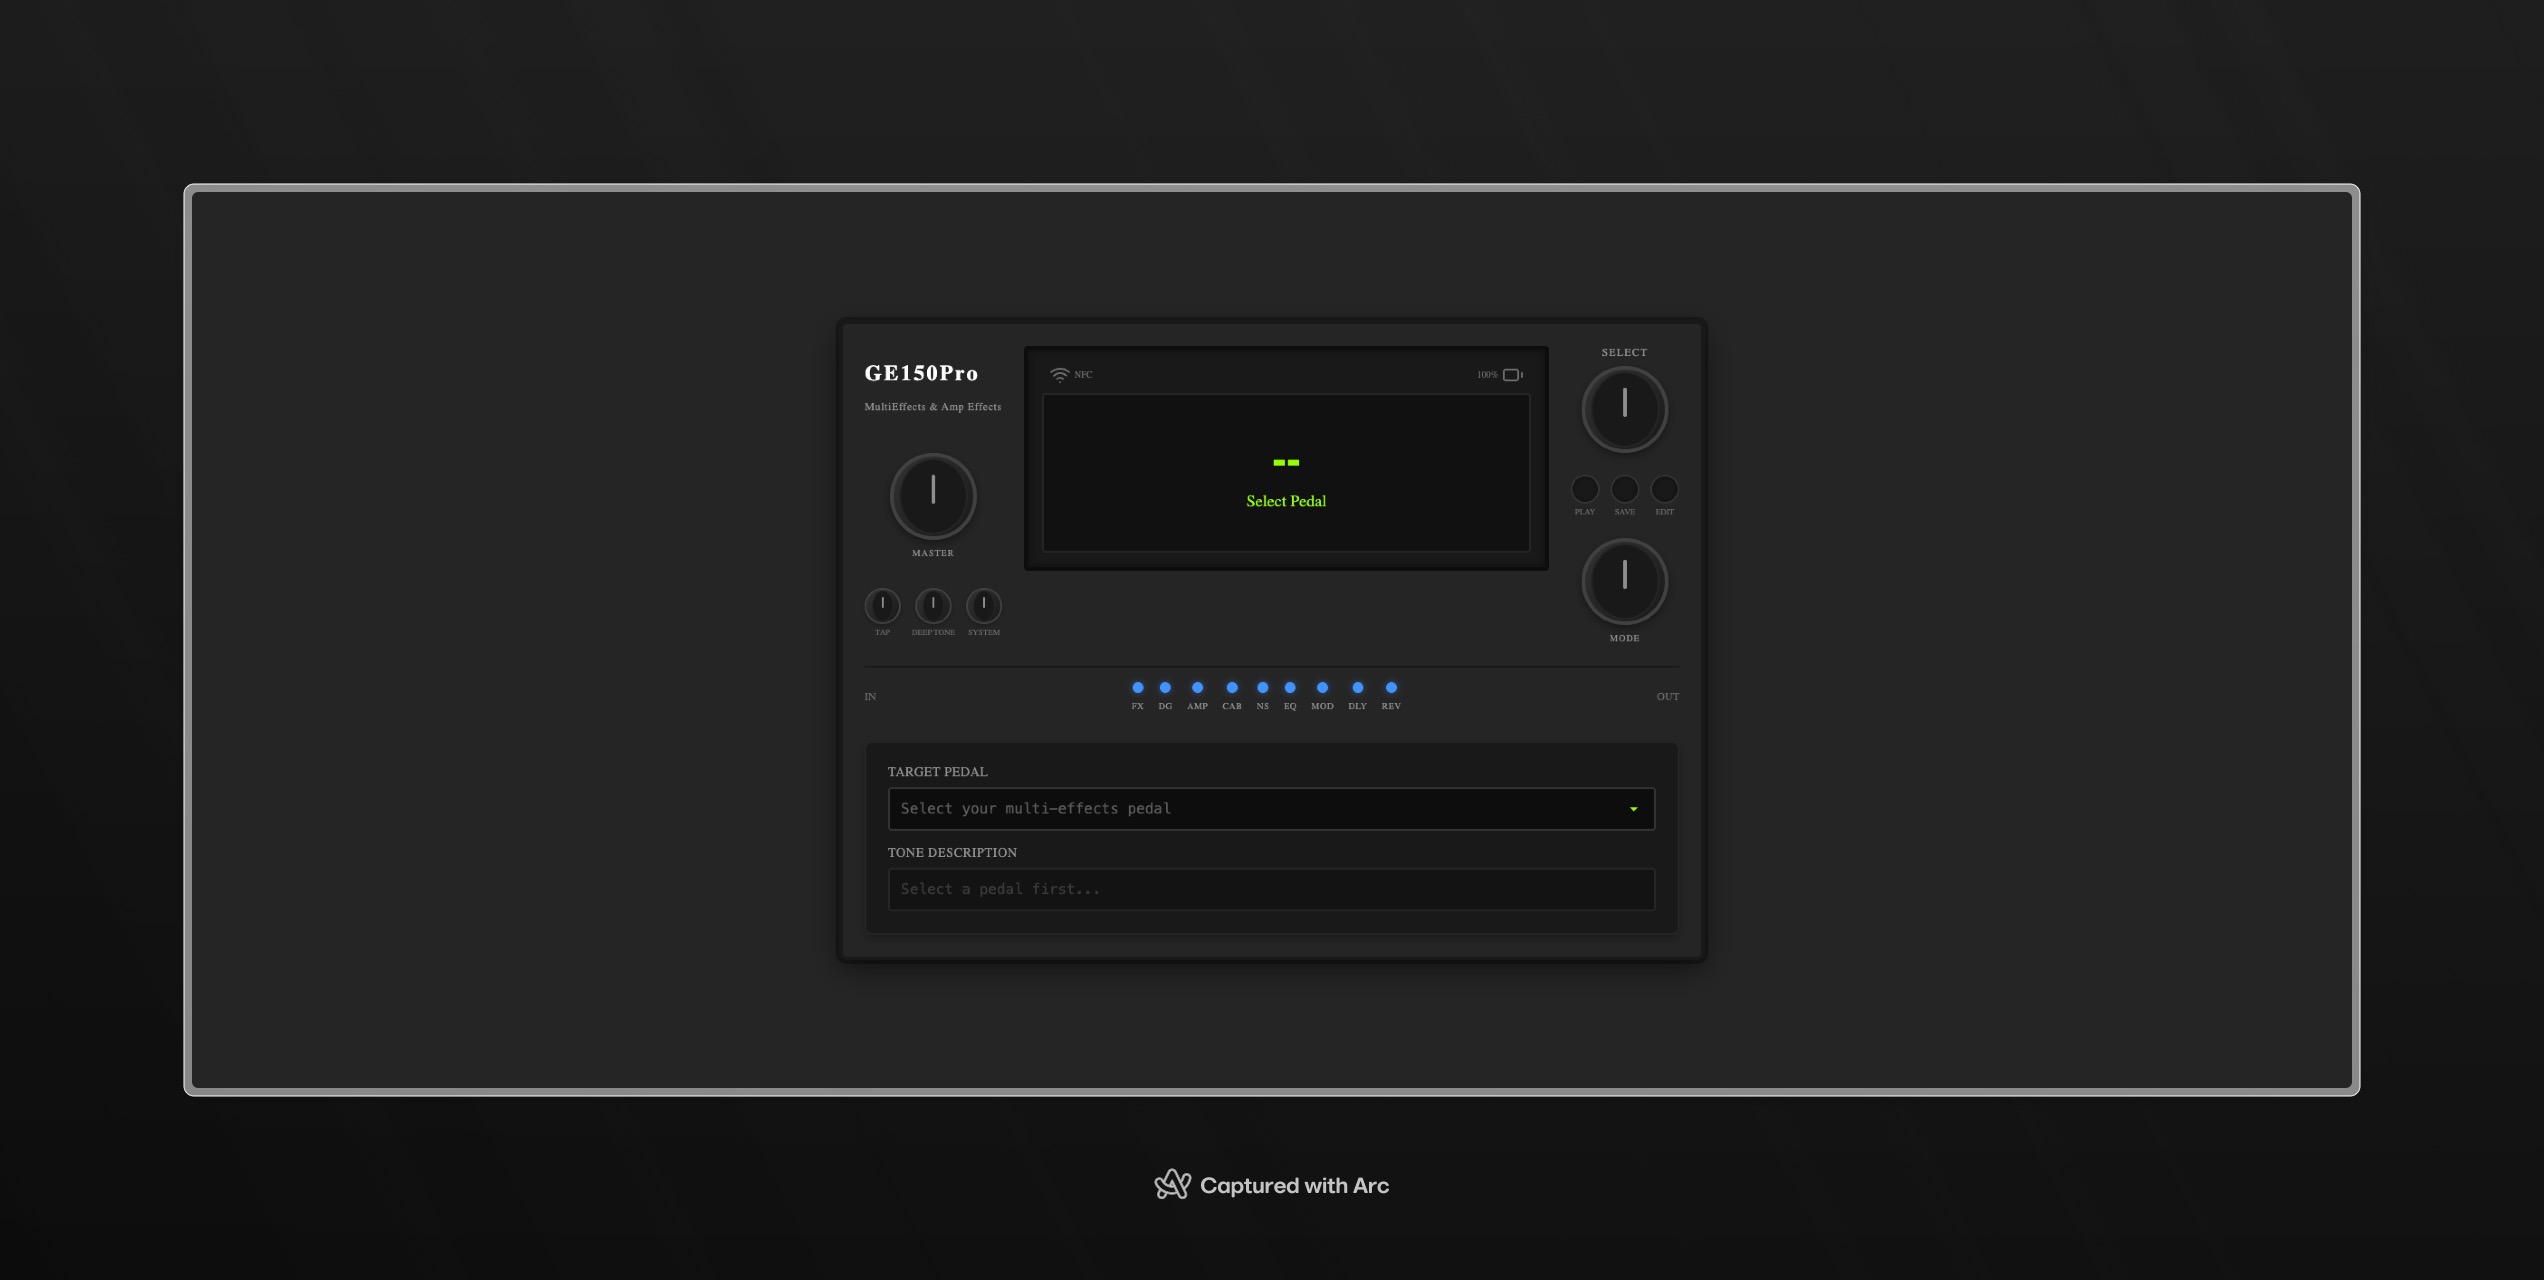 GE150Pro
MultiEffects & Amp Effects
MASTER
TAP DEEPTONE SYSTEM
NFC 100%
--
Select Pedal
SELECT
PLAY SAVE EDIT
MODE
IN FX DG AMP CAB NS EQ MOD DLY REV OUT
TARGET PEDAL
Select your multi-effects pedal
TONE DESCRIPTION
Select a pedal first...
Captured with Arc